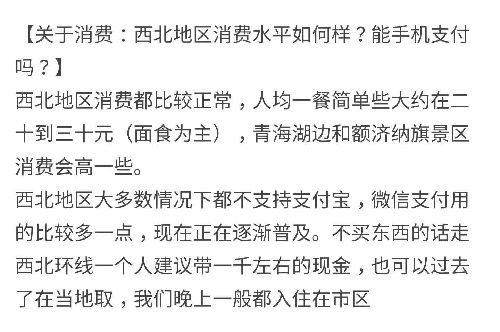 【关于消费：西北地区消费水平如何样？能手机支付
吗？】
西北地区消费都比较正常，人均一餐简单些大约在二
十到三十元（面食为主），青海湖边和额济纳旗景区
消费会高一些。
西北地区大多数情况下都不支持支付宝，微信支付用
的比较多一点，现在正在逐渐普及。不买东西的话走
西北环线一个人建议带一千左右的现金，也可以过去
了在当地取，我们晚上一般都入住在市区